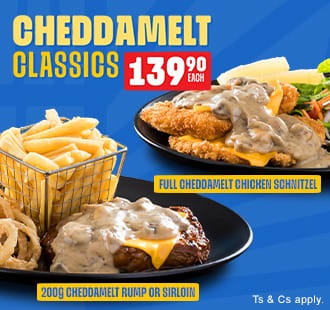 CHEDDAMELT
CLASSICS 139⁹⁰ EACH
FULL CHEDDAMELT CHICKEN SCHNITZEL
200g CHEDDAMELT RUMP OR SIRLOIN
Ts & Cs apply.